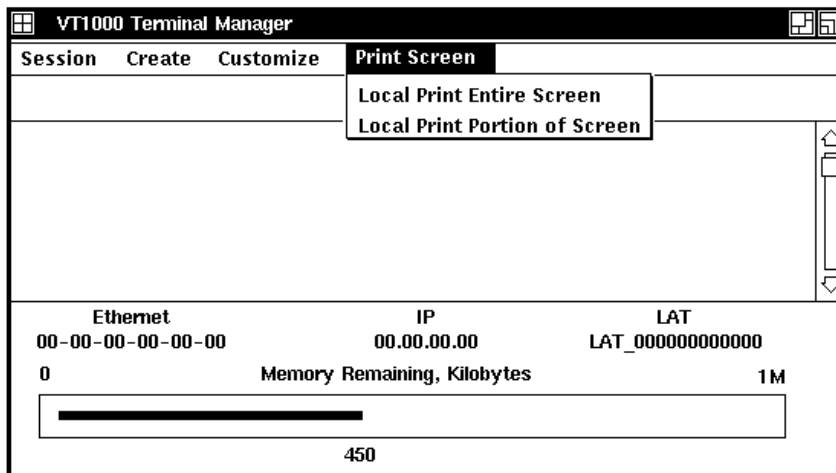 VT1000 Terminal Manager
Session Create Customize Print Screen
Local Print Entire Screen
Local Print Portion of Screen
Ethernet IP LAT
00-00-00-00-00-00 00.00.00.00 LAT_000000000000
0 Memory Remaining, Kilobytes 1M
450